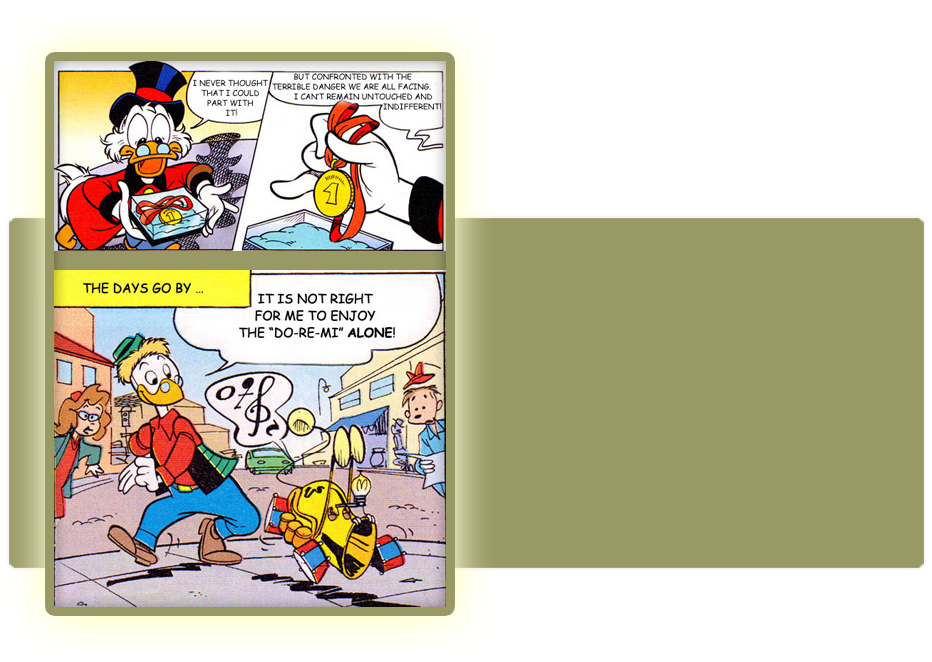 I NEVER THOUGHT
THAT I COULD
PART WITH
IT!
BUT CONFRONTED WITH THE
TERRIBLE DANGER WE ARE ALL FACING.
I CAN'T REMAIN UNTOUCHED AND
INDIFFERENT!
1
THE DAYS GO BY ...
IT IS NOT RIGHT
FOR ME TO ENJOY
THE “DO-RE-MI” ALONE!